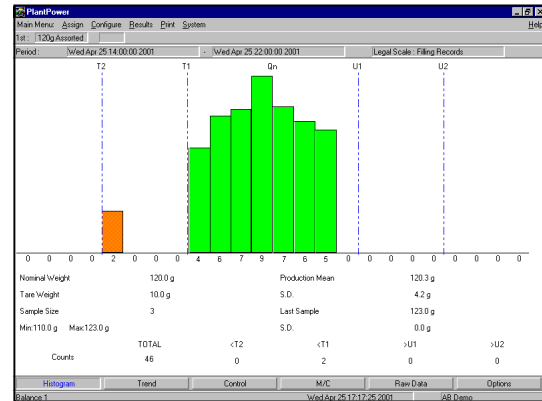 PlantPower
Main Menu: Assign Configure Results Print System Help
1st: 120g Assorted
Period: Wed Apr 25 14:00:00 2001 - Wed Apr 25 22:00:00 2001 Legal Scale : Filling Records
T2 T1 Qn U1 U2
0 0 0 0 2 0 0 0 4 6 7 9 7 6 5 0 0 0 0 0 0 0 0 0
Nominal Weight 120.0 g Production Mean 120.3 g
Tare Weight 10.0 g S.D. 4.2 g
Sample Size 3 Last Sample 123.0 g
Min:110.0 g Max:123.0 g S.D. 0.0 g
TOTAL <T2 <T1 >U1 >U2
Counts 46 0 2 0 0
Histogram Trend Control M/C Raw Data Options
Balance 1 Wed Apr 25 17:17:25 2001 AB Demo